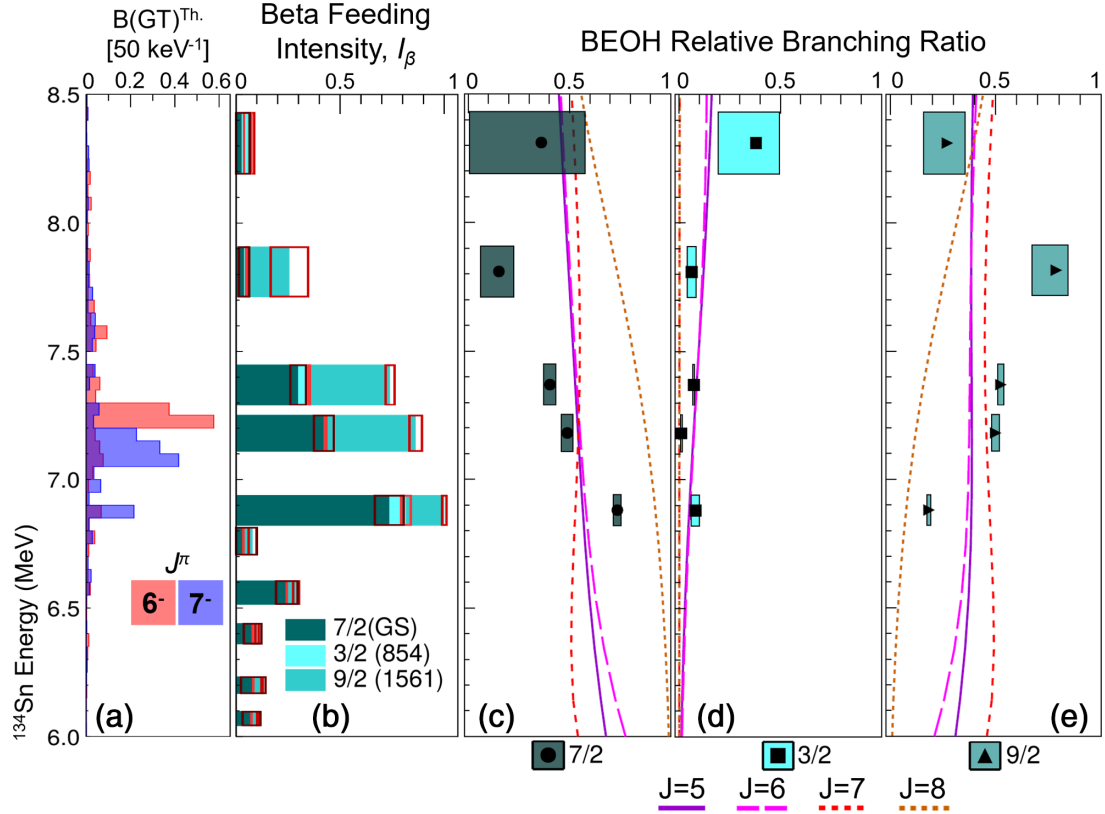 B(GT)Th.
[50 keV-1]
Beta Feeding
Intensity, Iβ
BEOH Relative Branching Ratio
0 0.2 0.4 0.6 0 0.5 1 0 0.5 1 0 0.5 1 0 0.5 1
8.5
8.0
7.5
7.0
6.5
6.0
134Sn Energy (MeV)
Jπ
6- 7-
7/2(GS)
3/2 (854)
9/2 (1561)
(a) (b) (c) (d) (e)
7/2 3/2 9/2
J=5 J=6 J=7 J=8